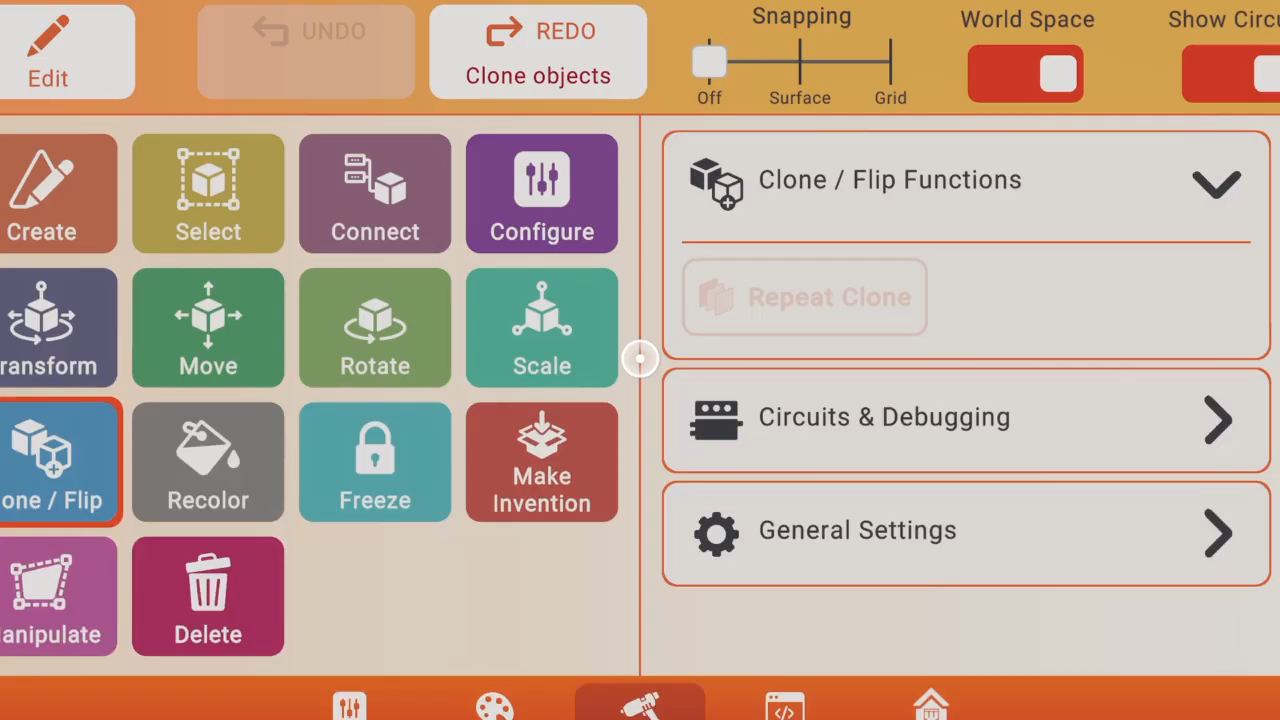 Edit
UNDO
REDO
Clone objects
Snapping
Off
Surface
Grid
World Space
Show Circu
Create
Select
Connect
Configure
ransform
Move
Rotate
Scale
one / Flip
Recolor
Freeze
Make
Invention
anipulate
Delete
Clone / Flip Functions
Repeat Clone
Circuits & Debugging
General Settings